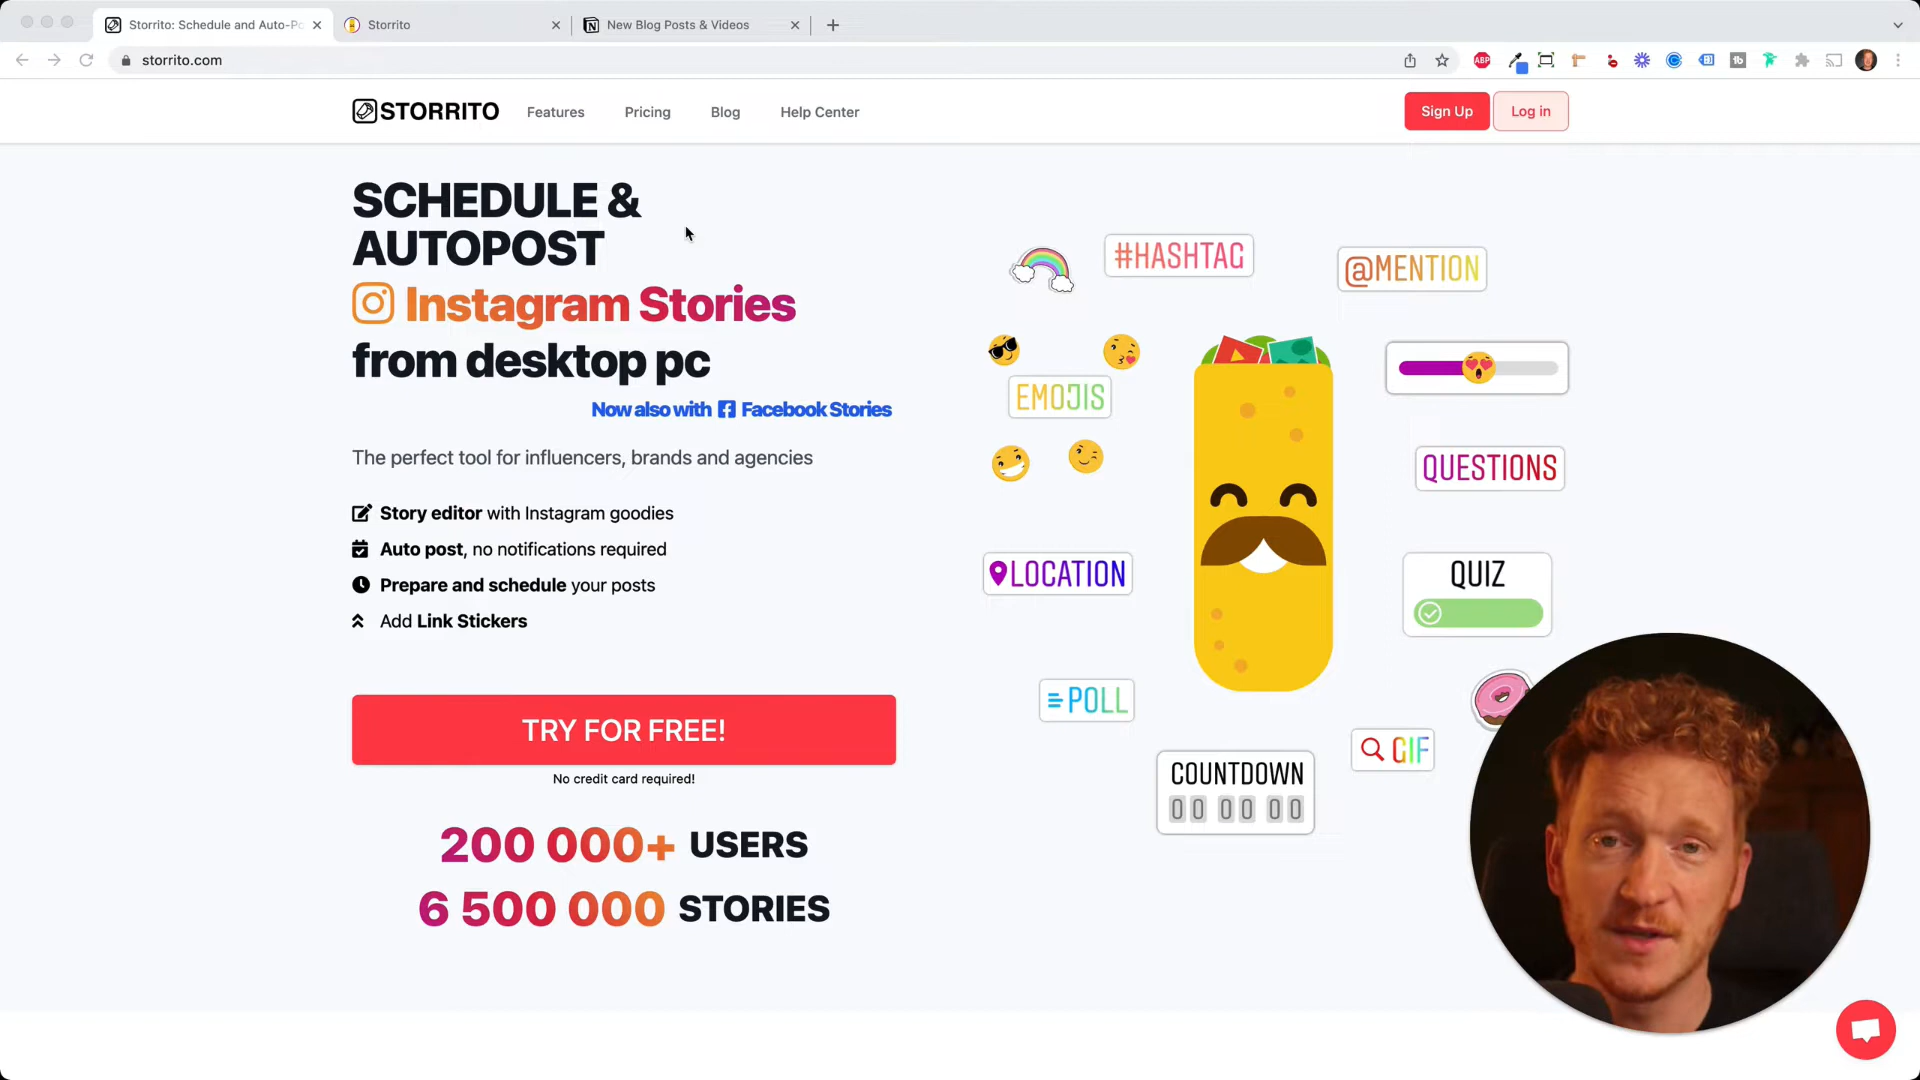 Storrito: Schedule and Auto-Po
Storrito
New Blog Posts & Videos
storrito.com
ABP
STORRITO
Features
Pricing
Blog
Help Center
Sign Up
Log in
SCHEDULE &
AUTOPOST
Instagram Stories
from desktop pc
Now also with Facebook Stories
The perfect tool for influencers, brands and agencies
Story editor with Instagram goodies
Auto post, no notifications required
Prepare and schedule your posts
Add Link Stickers
TRY FOR FREE!
No credit card required!
200 000+ USERS
6 500 000 STORIES
#HASHTAG
@MENTION
EMOJIS
QUESTIONS
LOCATION
QUIZ
POLL
GIF
COUNTDOWN
00 00 00